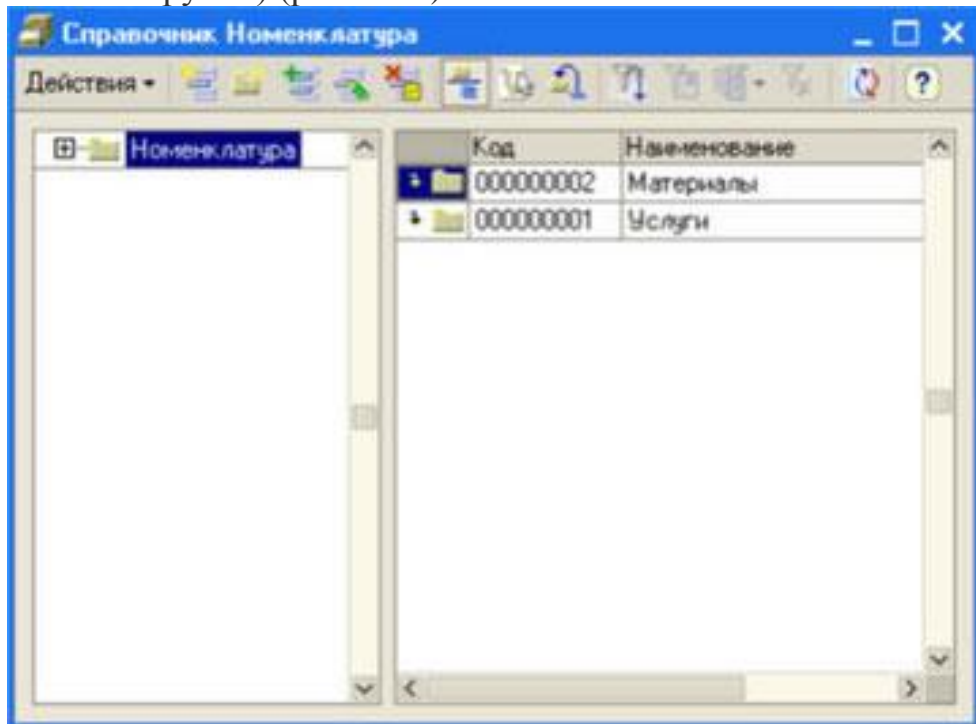 Справочник Номенклатура
Действия
?
Номенклатура
Код Наименование
000000002 Материалы
000000001 Услуги